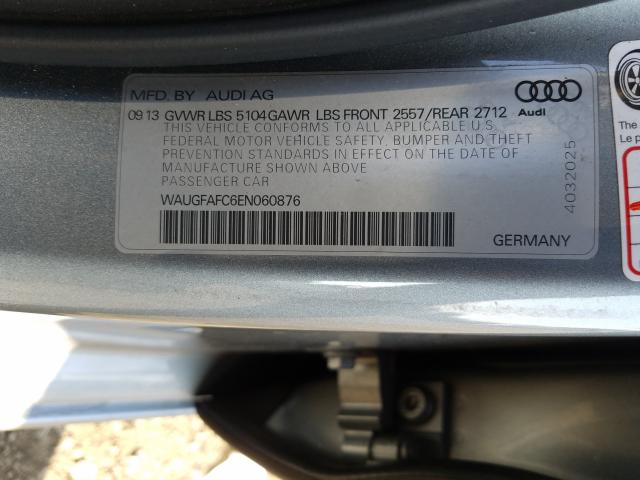 MFD. BY AUDI AG
09 13 GVWR LBS 5104 GAWR LBS FRONT 2557/REAR 2712
THIS VEHICLE CONFORMS TO ALL APPLICABLE U.S.
FEDERAL MOTOR VEHICLE SAFETY, BUMPER AND THEFT
PREVENTION STANDARDS IN EFFECT ON THE DATE OF
MANUFACTURE SHOWN ABOVE
PASSENGER CAR
WAUGFAFC6EN060876
GERMANY
Audi
4032025
The
Le p